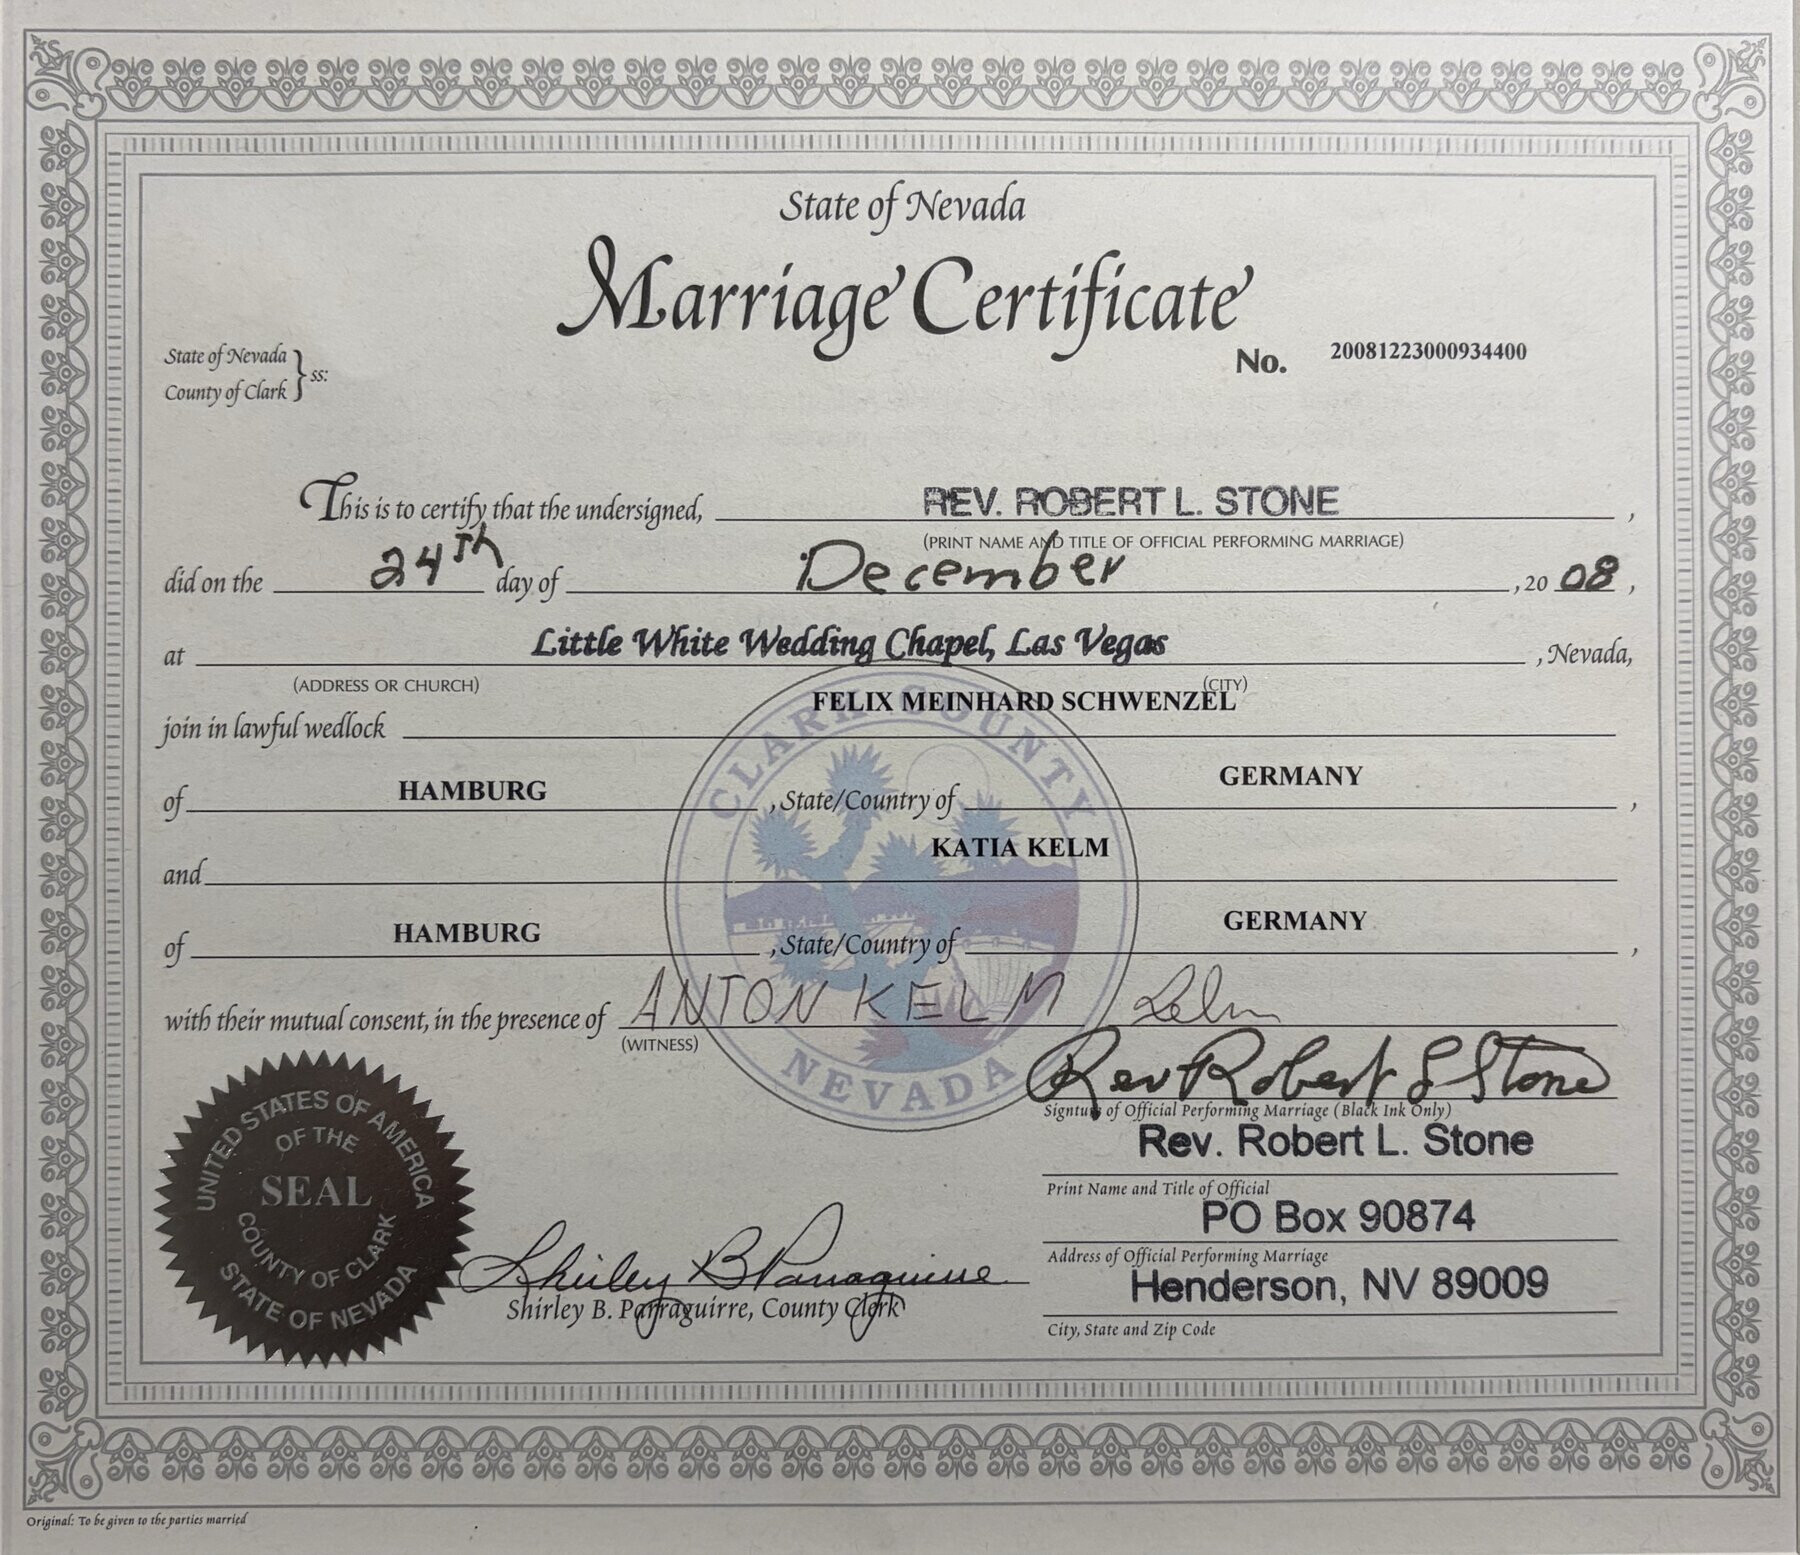 State of Nevada
Marriage Certificate
No. 20081223000934400
State of Nevada
County of Clark } ss:
This is to certify that the undersigned, REV. ROBERT L. STONE,
(PRINT NAME AND TITLE OF OFFICIAL PERFORMING MARRIAGE)
did on the 24th day of December, 2008,
at Little White Wedding Chapel, Las Vegas, Nevada,
(ADDRESS OR CHURCH) (CITY)
join in lawful wedlock FELIX MEINHARD SCHWENZEL
of HAMBURG, State/Country of GERMANY,
and KATIA KELM
of HAMBURG, State/Country of GERMANY,
with their mutual consent, in the presence of ANTON KELM / Kelm
(WITNESS)
CLARK COUNTY
NEVADA
Rev Robert L Stone
Signture of Official Performing Marriage (Black Ink Only)
Rev. Robert L. Stone
Print Name and Title of Official
PO Box 90874
Address of Official Performing Marriage
Henderson, NV 89009
City, State and Zip Code
UNITED STATES OF AMERICA
OF THE
SEAL
COUNTY OF CLARK
STATE OF NEVADA
Shirley B Parraguirre
Shirley B. Parraguirre, County Clerk
Original: To be given to the parties married